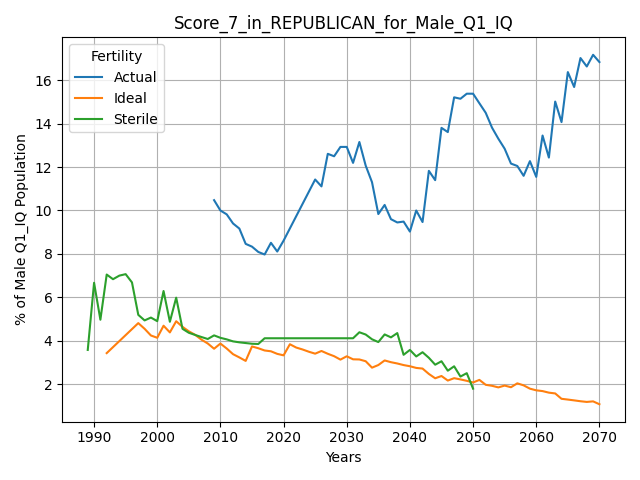 Score_7_in_REPUBLICAN_for_Male_Q1_IQ
Fertility
Actual
Ideal
Sterile
% of Male Q1_IQ Population
16
14
12
10
8
6
4
2
1990 2000 2010 2020 2030 2040 2050 2060 2070
Years